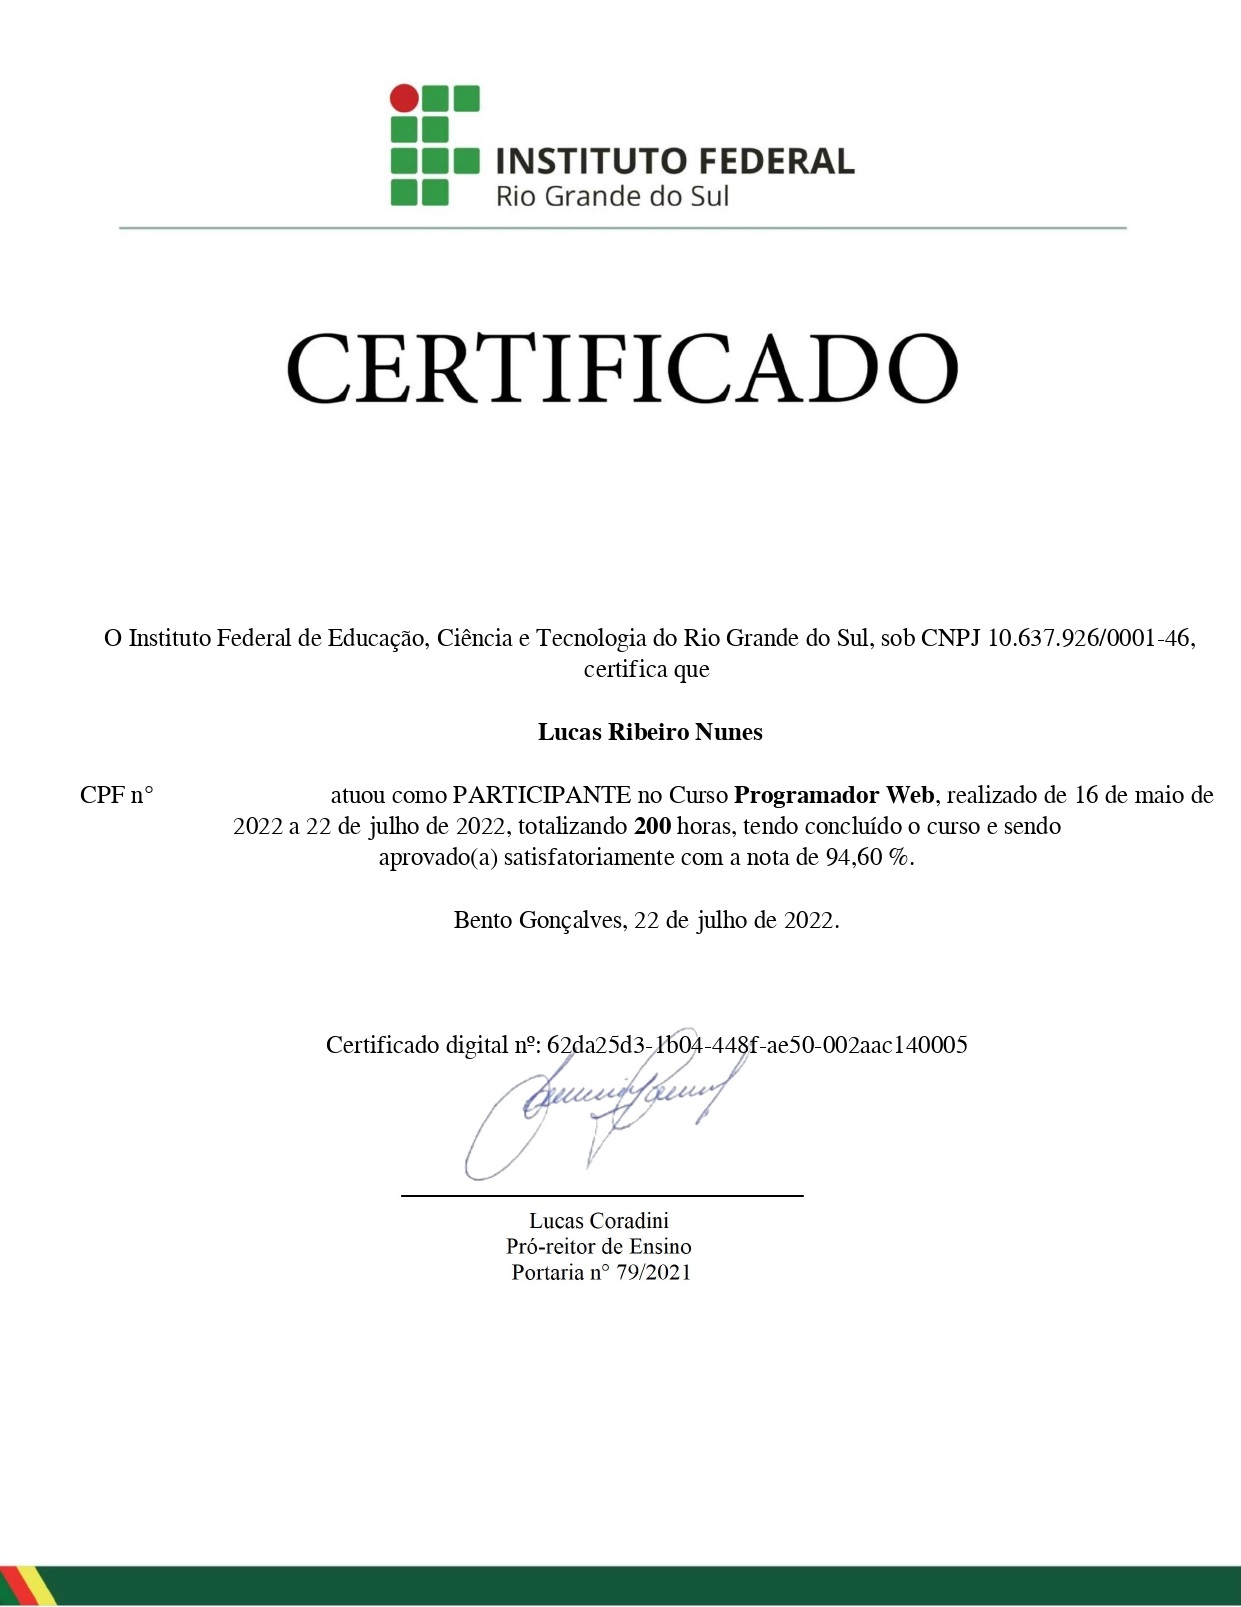 INSTITUTO FEDERAL
Rio Grande do Sul
CERTIFICADO
O Instituto Federal de Educação, Ciência e Tecnologia do Rio Grande do Sul, sob CNPJ 10.637.926/0001-46,
certifica que
Lucas Ribeiro Nunes
CPF n° atuou como PARTICIPANTE no Curso Programador Web, realizado de 16 de maio de
2022 a 22 de julho de 2022, totalizando 200 horas, tendo concluído o curso e sendo
aprovado(a) satisfatoriamente com a nota de 94,60 %.
Bento Gonçalves, 22 de julho de 2022.
Certificado digital nº: 62da25d3-1b04-448f-ae50-002aac140005
Lucas Coradini
Pró-reitor de Ensino
Portaria n° 79/2021